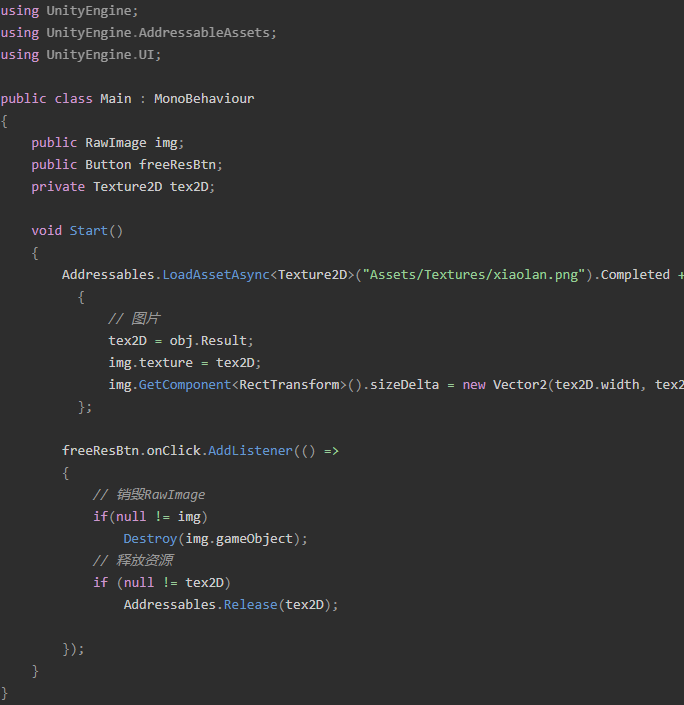 using UnityEngine;
using UnityEngine.AddressableAssets;
using UnityEngine.UI;
public class Main : MonoBehaviour
{
public RawImage img;
public Button freeResBtn;
private Texture2D tex2D;
void Start()
{
Addressables.LoadAssetAsync<Texture2D>("Assets/Textures/xiaolan.png").Completed +
{
// 图片
tex2D = obj.Result;
img.texture = tex2D;
img.GetComponent<RectTransform>().sizeDelta = new Vector2(tex2D.width, tex2
};
freeResBtn.onClick.AddListener(() =>
{
// 销毁RawImage
if(null != img)
Destroy(img.gameObject);
// 释放资源
if (null != tex2D)
Addressables.Release(tex2D);
});
}
}